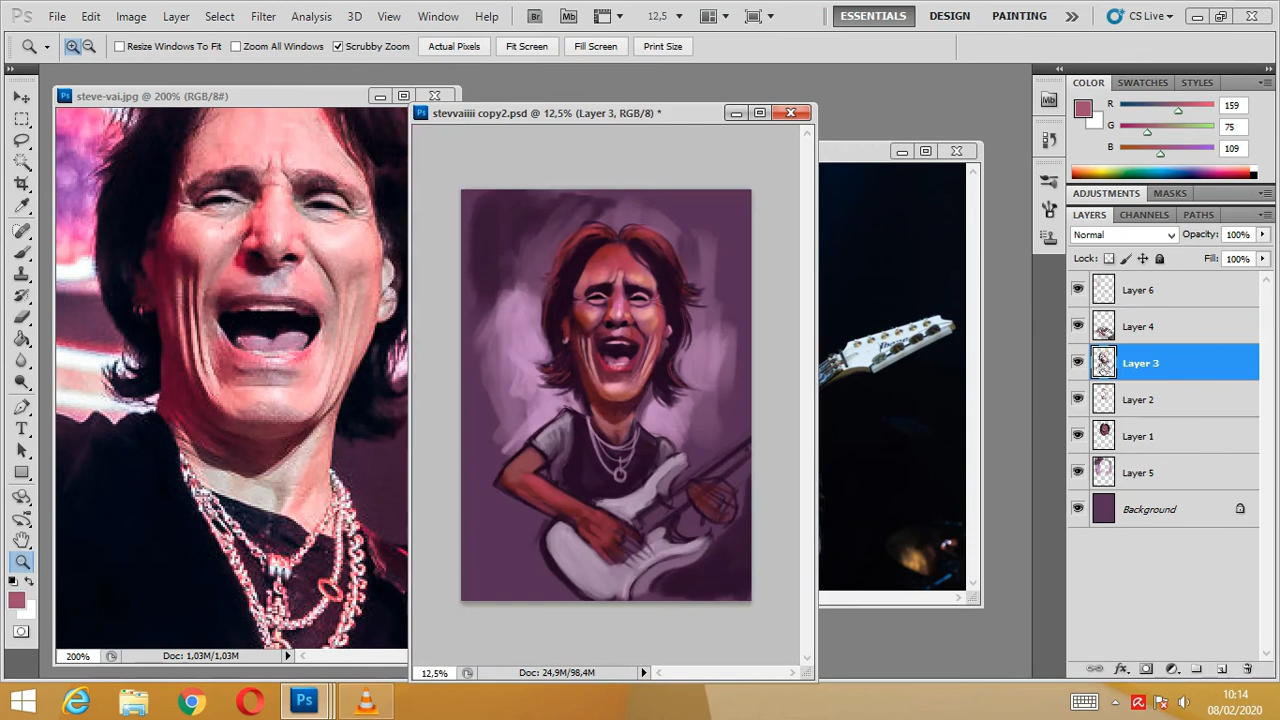 Ps File Edit Image Layer Select Filter Analysis 3D View Window Help Br Mb 12,5 ESSENTIALS DESIGN PAINTING CS Live
Resize Windows To Fit Zoom All Windows Scrubby Zoom Actual Pixels Fit Screen Fill Screen Print Size
steve-vai.jpg @ 200% (RGB/8#)
stevvaiiii copy2.psd @ 12,5% (Layer 3, RGB/8) *
COLOR SWATCHES STYLES
Mb
R 159
G 75
B 109
ADJUSTMENTS MASKS
LAYERS CHANNELS PATHS
Normal Opacity: 100%
Lock: Fill: 100%
Layer 6
Layer 4
Layer 3
Layer 2
Layer 1
Layer 5
Background
Ibanez
200% Doc: 1,03M/1,03M
12,5% Doc: 24,9M/98,4M
Ps
10:14
08/02/2020